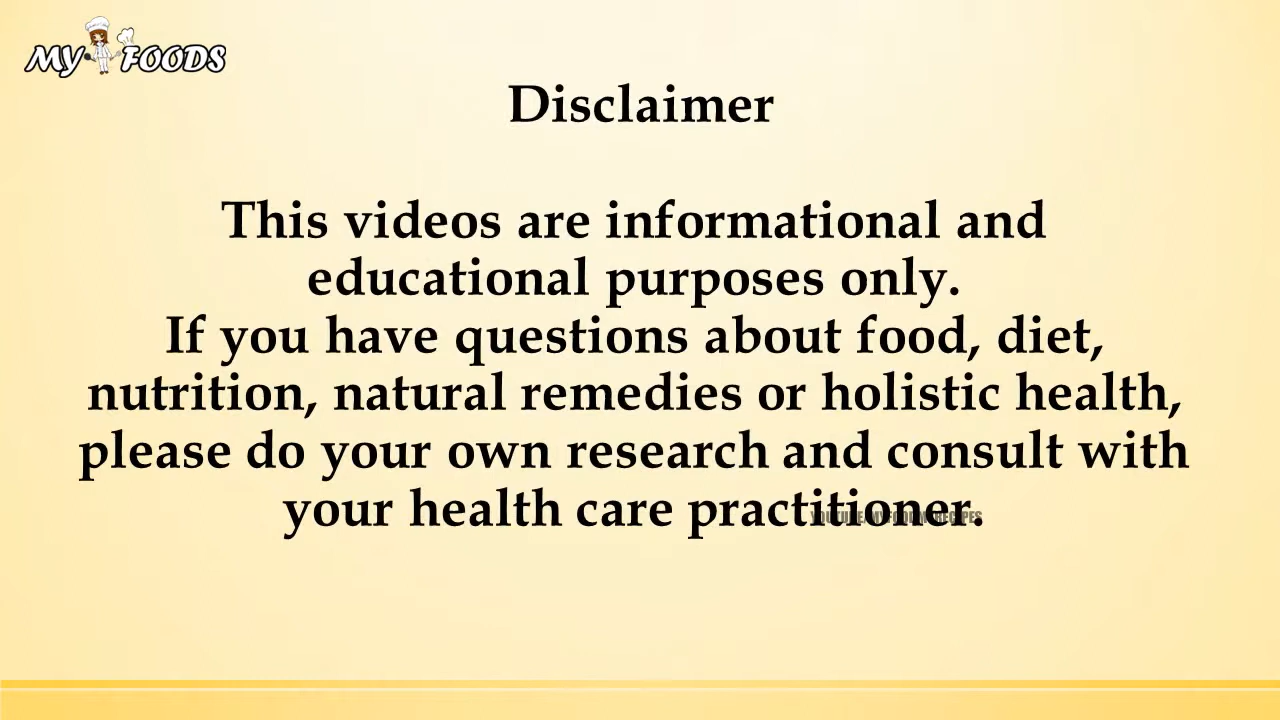 MY FOODS
Disclaimer
This videos are informational and
educational purposes only.
If you have questions about food, diet,
nutrition, natural remedies or holistic health,
please do your own research and consult with
your health care practitioner.